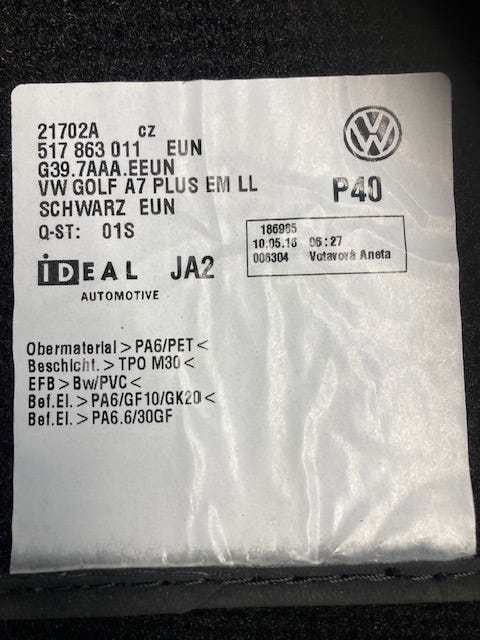 21702A CZ
517 863 011 EUN
G39.7AAA.EEUN
VW GOLF A7 PLUS EM LL
SCHWARZ EUN
Q-ST: 01S
P40
186985
10.05.16 06:27
006304 Votavová Aneta
iDEAL JA2
AUTOMOTIVE
Obermaterial>PA6/PET<
Beschicht.>TPO M30<
EFB>Bw/PVC<
Bef.El.>PA6/GF10/GK20<
Bef.El.>PA6.6/30GF